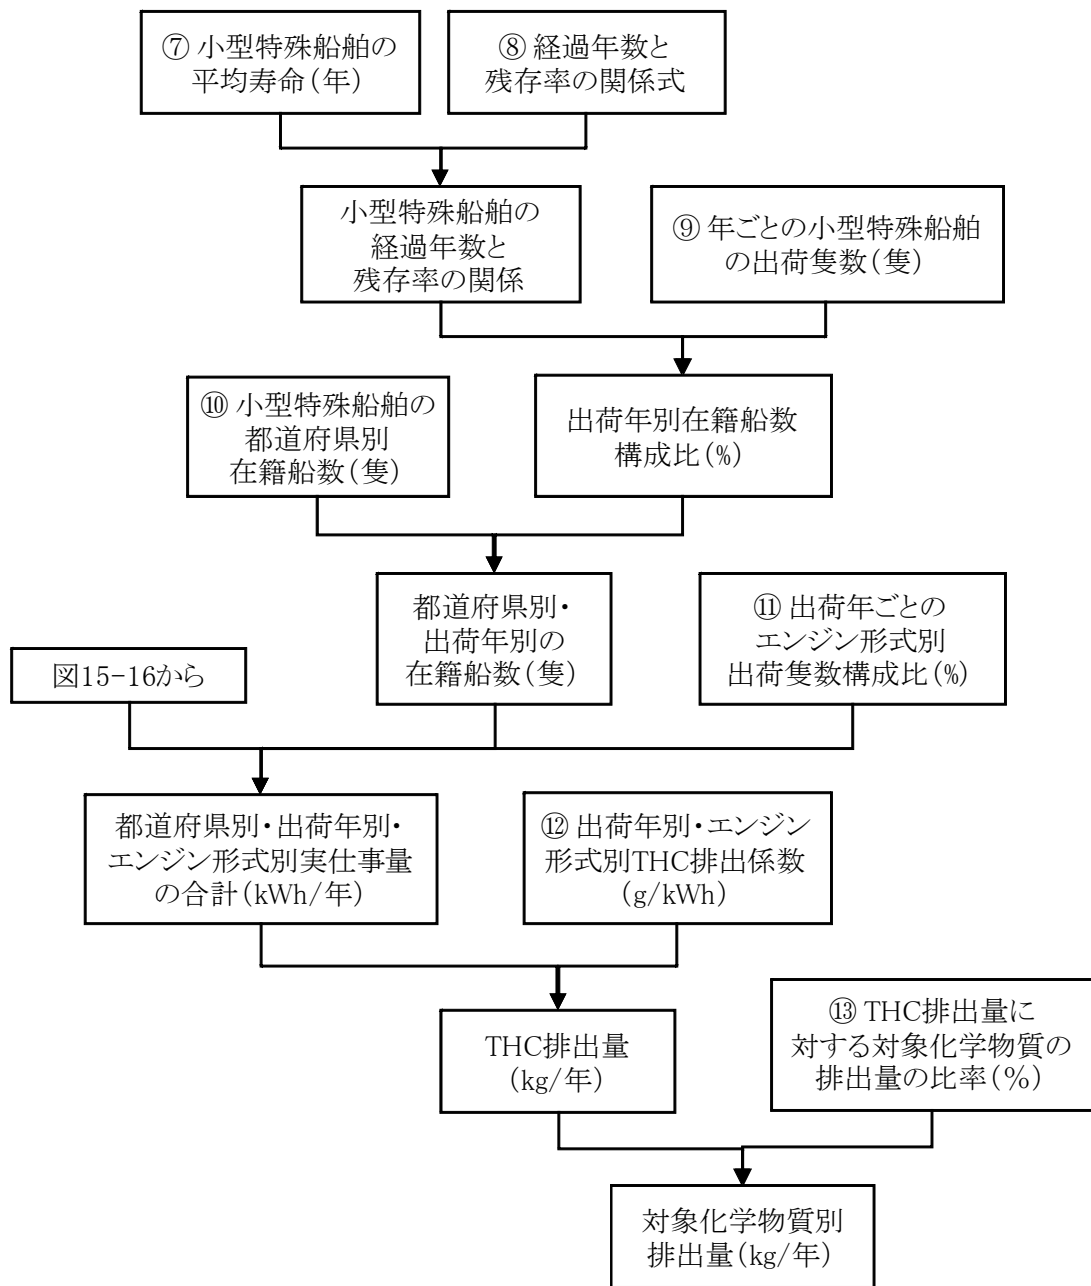 ⑦ 小型特殊船舶の
平均寿命(年)
⑧ 経過年数と
残存率の関係式
小型特殊船舶の
経過年数と
残存率の関係
⑨ 年ごとの小型特殊船舶
の出荷隻数(隻)
⑩ 小型特殊船舶の
都道府県別
在籍船数(隻)
出荷年別在籍船数
構成比(%)
都道府県別・
出荷年別の
在籍船数(隻)
⑪ 出荷年ごとの
エンジン形式別
出荷隻数構成比(%)
図15-16から
都道府県別・出荷年別・
エンジン形式別実仕事量
の合計(kWh/年)
⑫ 出荷年別・エンジン
形式別THC排出係数
(g/kWh)
THC排出量
(kg/年)
⑬ THC排出量に
対する対象化学物質の
排出量の比率(%)
対象化学物質別
排出量(kg/年)